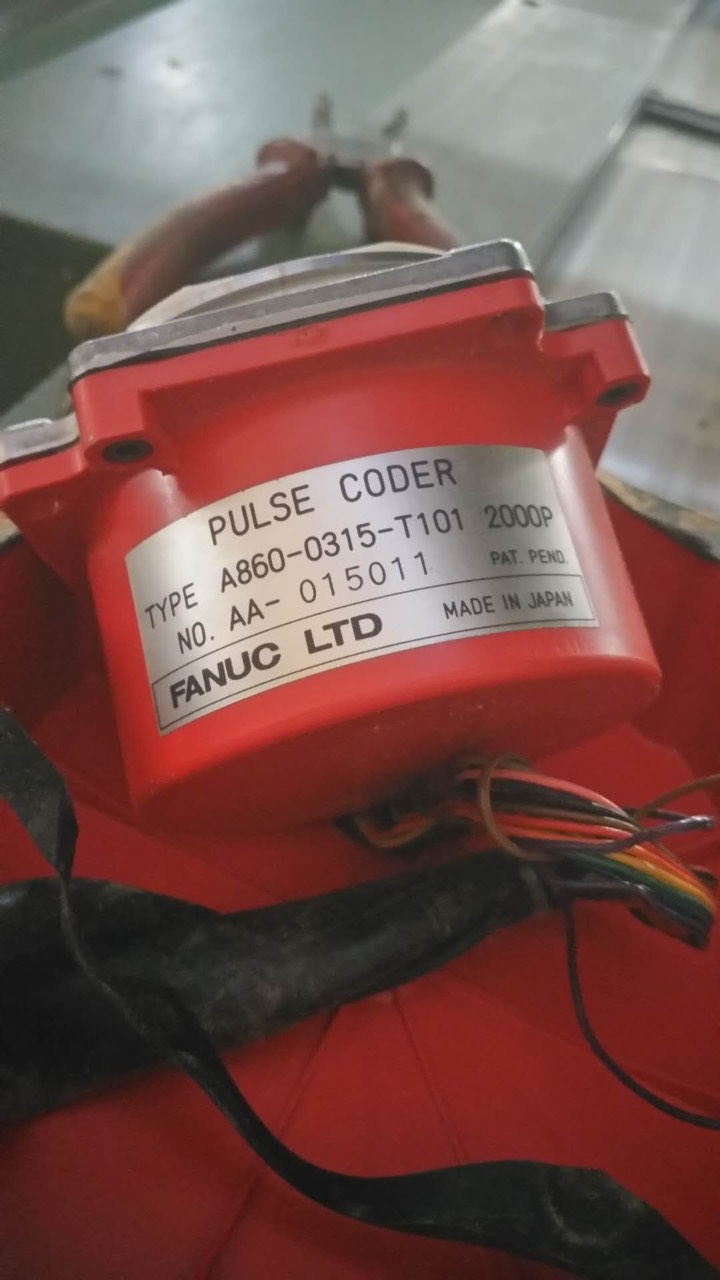 PULSE CODER
TYPE A860-0315-T101 2000P
NO. AA- 015011 PAT. PEND.
FANUC LTD MADE IN JAPAN